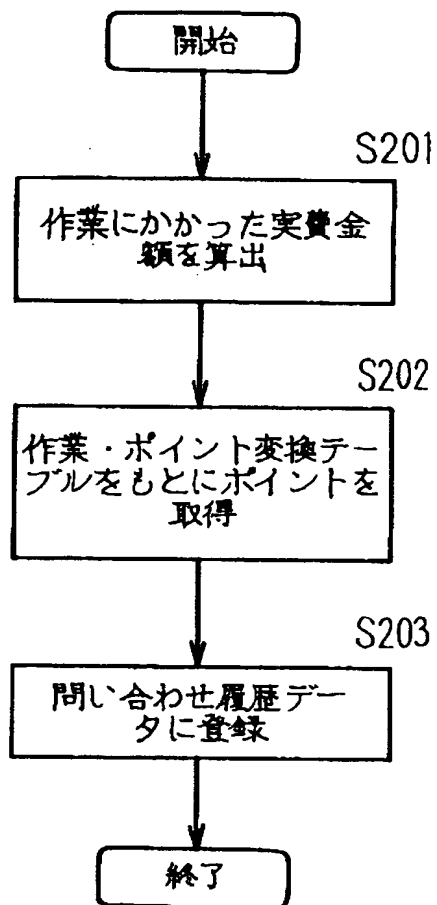 開始
S201
作業にかかった実費金
額を算出
S202
作業・ポイント変換テー
ブルをもとにポイントを
取得
S203
問い合わせ履歴デー
タに登録
終了